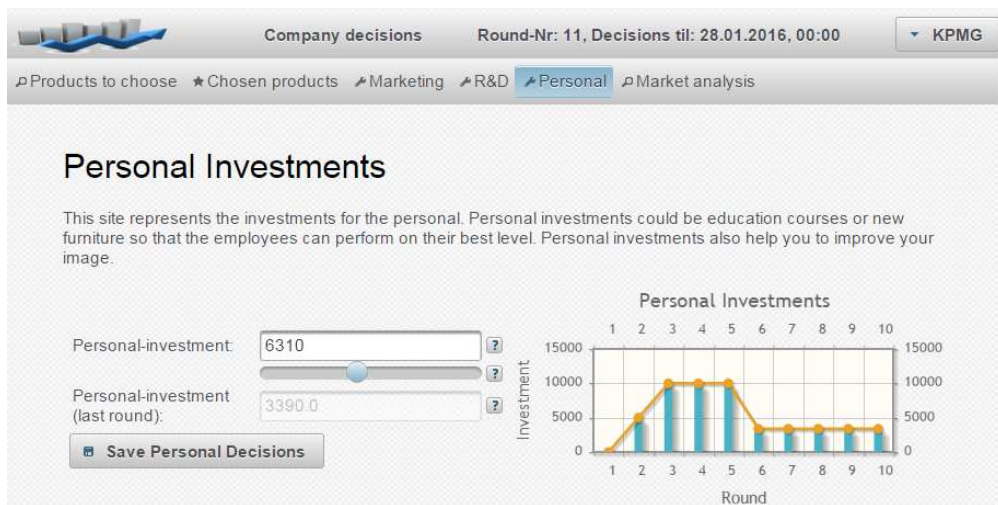 Company decisions Round-Nr: 11, Decisions til: 28.01.2016, 00:00 KPMG
Products to choose Chosen products Marketing R&D Personal Market analysis
Personal Investments
This site represents the investments for the personal. Personal investments could be education courses or new
furniture so that the employees can perform on their best level. Personal investments also help you to improve your
image.
Personal-investment: 6310 ?
?
Personal-investment
(last round): 3390.0 ?
Save Personal Decisions
Personal Investments
1 2 3 4 5 6 7 8 9 10
15000 15000
10000 10000
5000 5000
0 0
Investment
1 2 3 4 5 6 7 8 9 10
Round